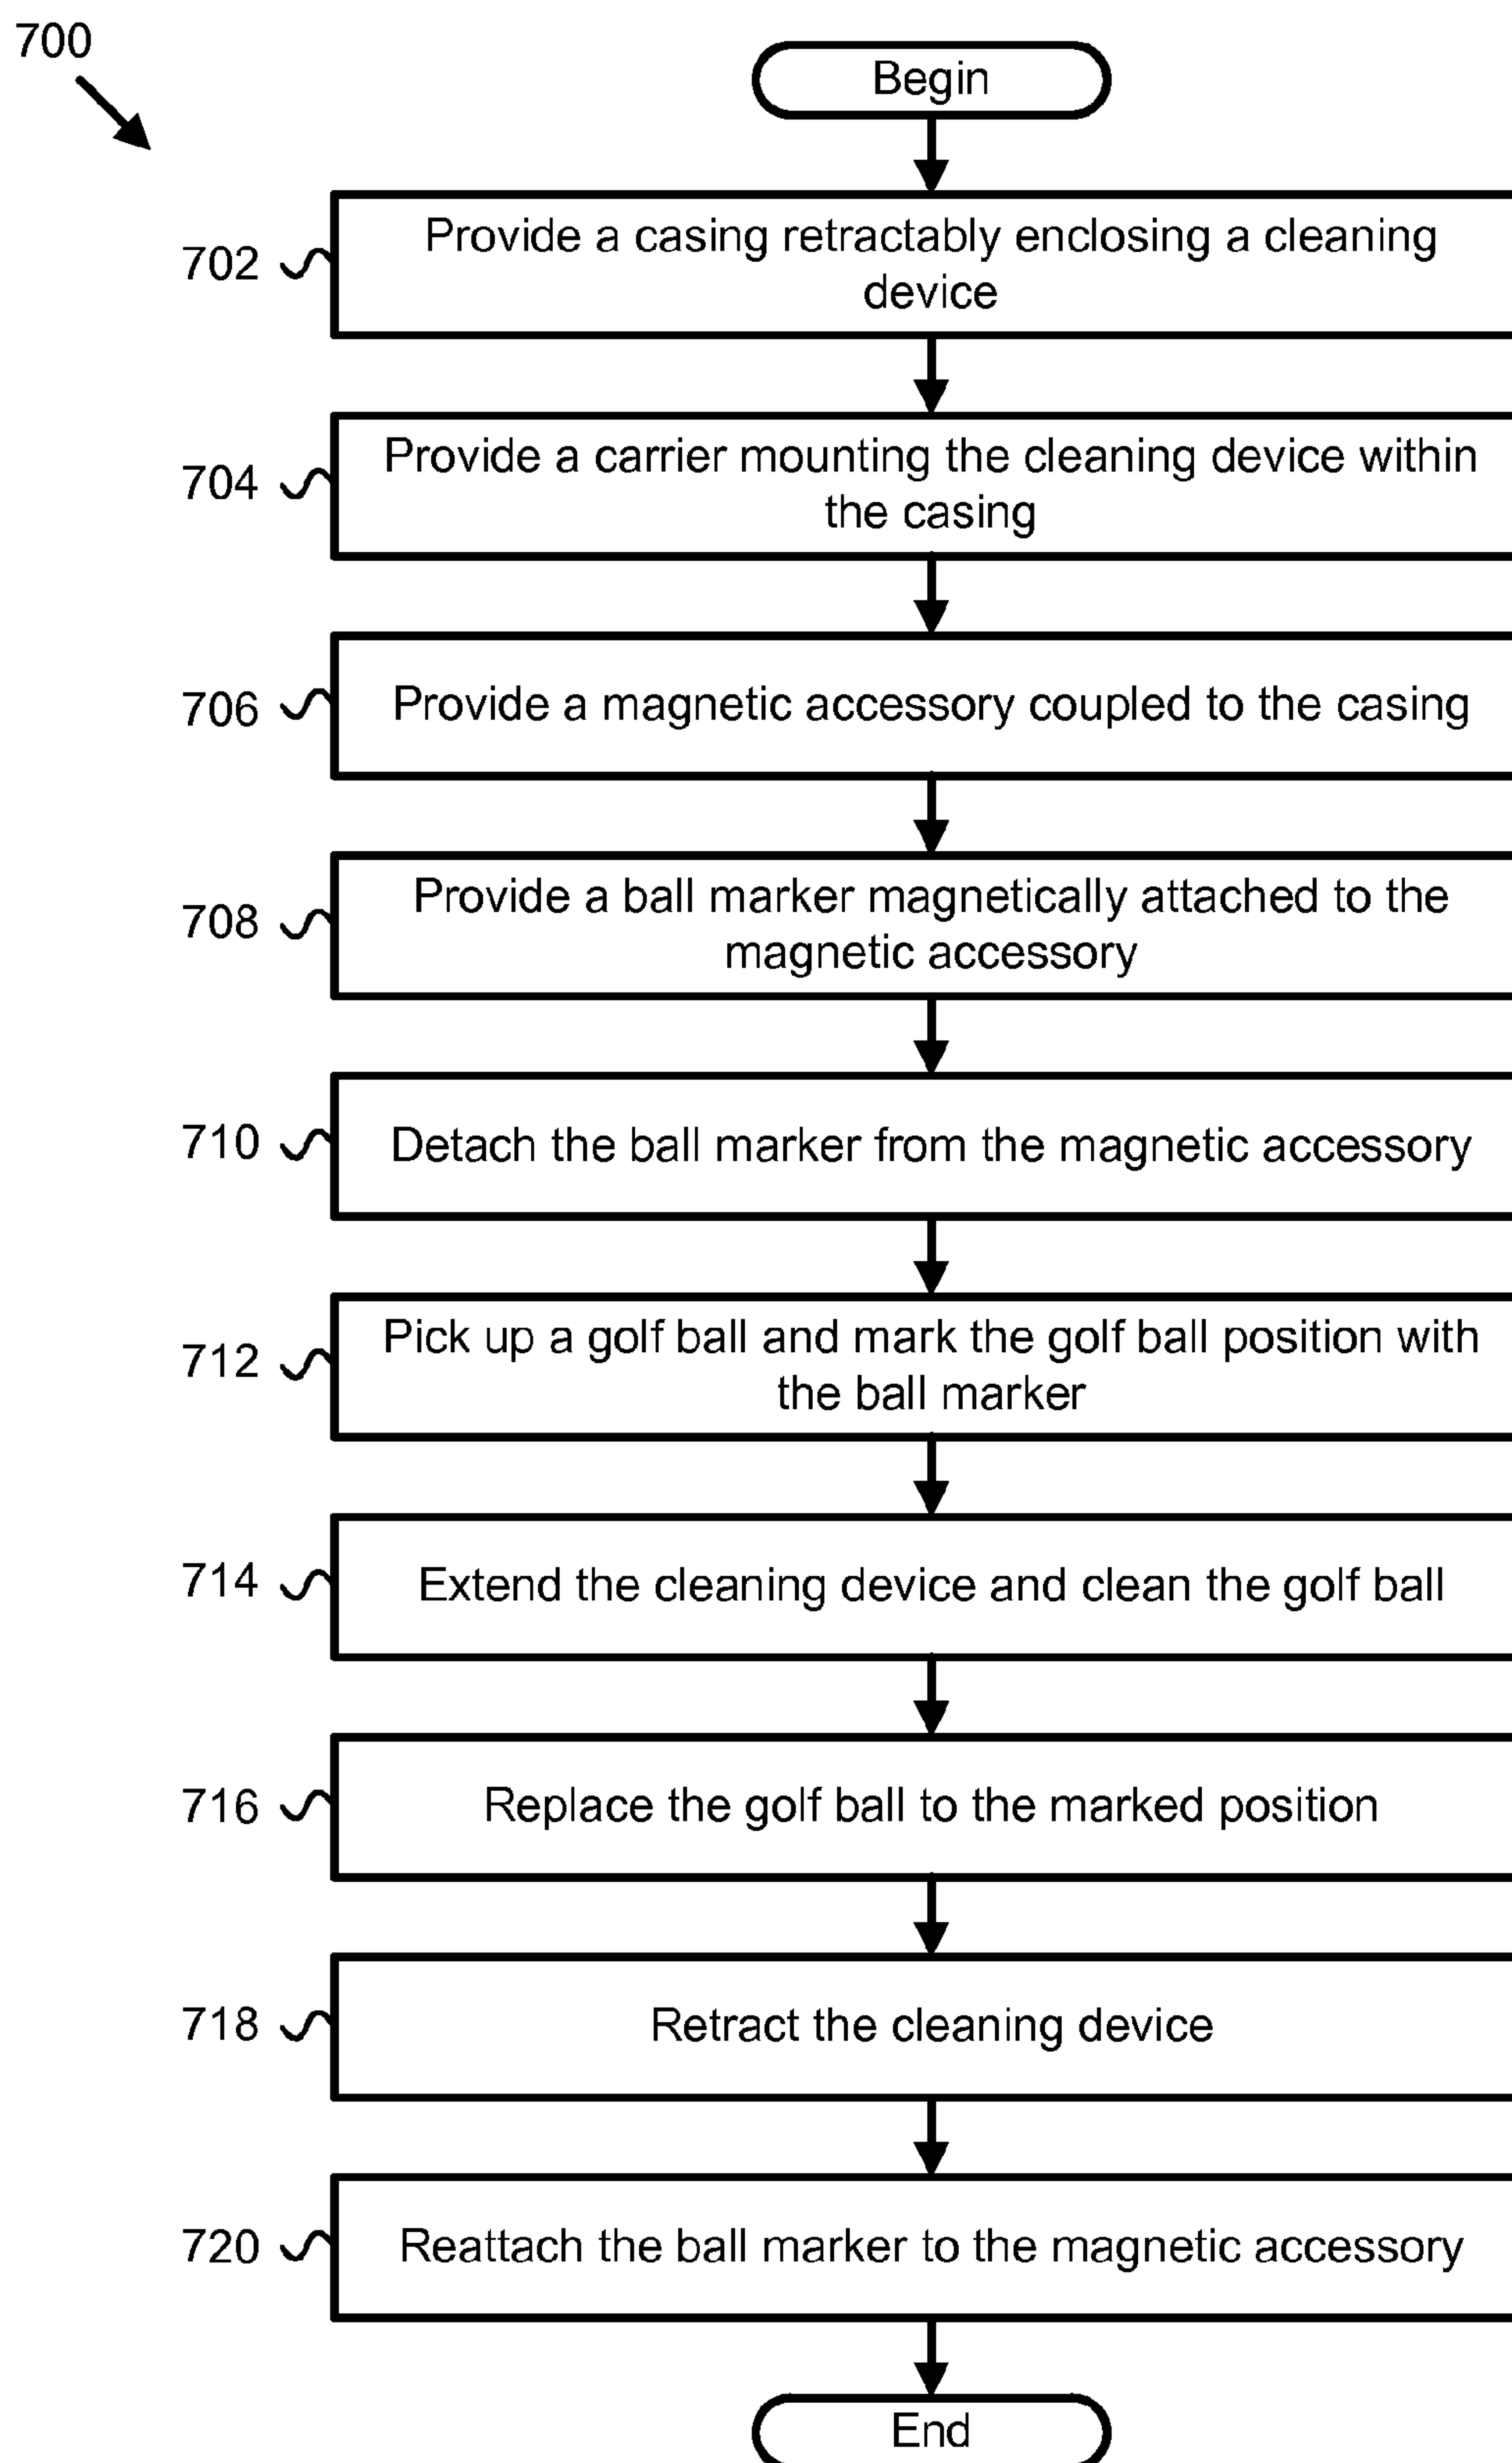 700
Begin
702
Provide a casing retractably enclosing a cleaning
device
704
Provide a carrier mounting the cleaning device within
the casing
706
Provide a magnetic accessory coupled to the casing
708
Provide a ball marker magnetically attached to the
magnetic accessory
710
Detach the ball marker from the magnetic accessory
712
Pick up a golf ball and mark the golf ball position with
the ball marker
714
Extend the cleaning device and clean the golf ball
716
Replace the golf ball to the marked position
718
Retract the cleaning device
720
Reattach the ball marker to the magnetic accessory
End